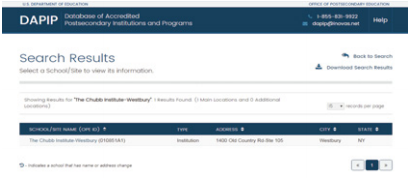 U.S. DEPARTMENT OF EDUCATION OFFICE OF POSTSECONDARY EDUCATION
DAPIP Database of Accredited Postsecondary Institutions and Programs
1-855-831-9922
dapip@inovas.net
Help
Search Results
Select a School/Site to view its information.
Back to Search
Download Search Results
Showing Results for "The Chubb Institute-Westbury" 1 Results Found (1 Main Locations and 0 Additional Locations)
records per page
SCHOOL/SITE NAME (OPE ID) TYPE ADDRESS CITY STATE
The Chubb Institute-Westbury Institution 1400 Old Country Rd Ste 105 Westbury NY
: Indicates a school that has name or address change
1